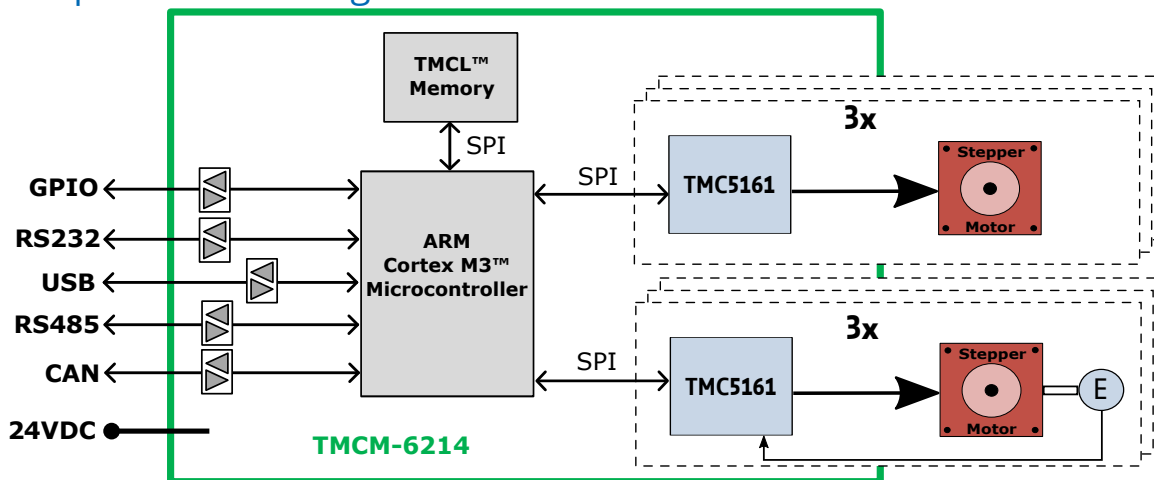 TMCL™
Memory
SPI
3x
GPIO
SPI
TMC5161
Stepper
Motor
RS232
ARM
Cortex M3™
Microcontroller
USB
RS485
3x
CAN
SPI
TMC5161
Stepper
Motor
E
24VDC
TMCM-6214